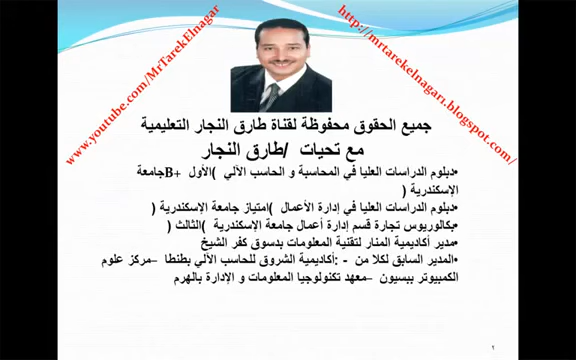 www.youtube.com/MrTarekElnagar
http://mrtarekelnagar1.blogspot.com/
جميع الحقوق محفوظة لقناة طارق النجار التعليمية
مع تحيات /طارق النجار
•دبلوم الدراسات العليا في المحاسبة و الحاسب الآلي )الأول +Bجامعة
الإسكندرية (
•دبلوم الدراسات العليا في إدارة الأعمال )امتياز جامعة الإسكندرية (
•بكالوريوس تجارة قسم إدارة أعمال جامعة الإسكندرية )الثالث (
•مدير أكاديمية المنار لتقنية المعلومات بدسوق كفر الشيخ
•المدير السابق لكلا من - :أكاديمية الشروق للحاسب الآلي بطنطا –مركز علوم
الكمبيوتر ببسيون –معهد تكنولوجيا المعلومات و الإدارة بالهرم